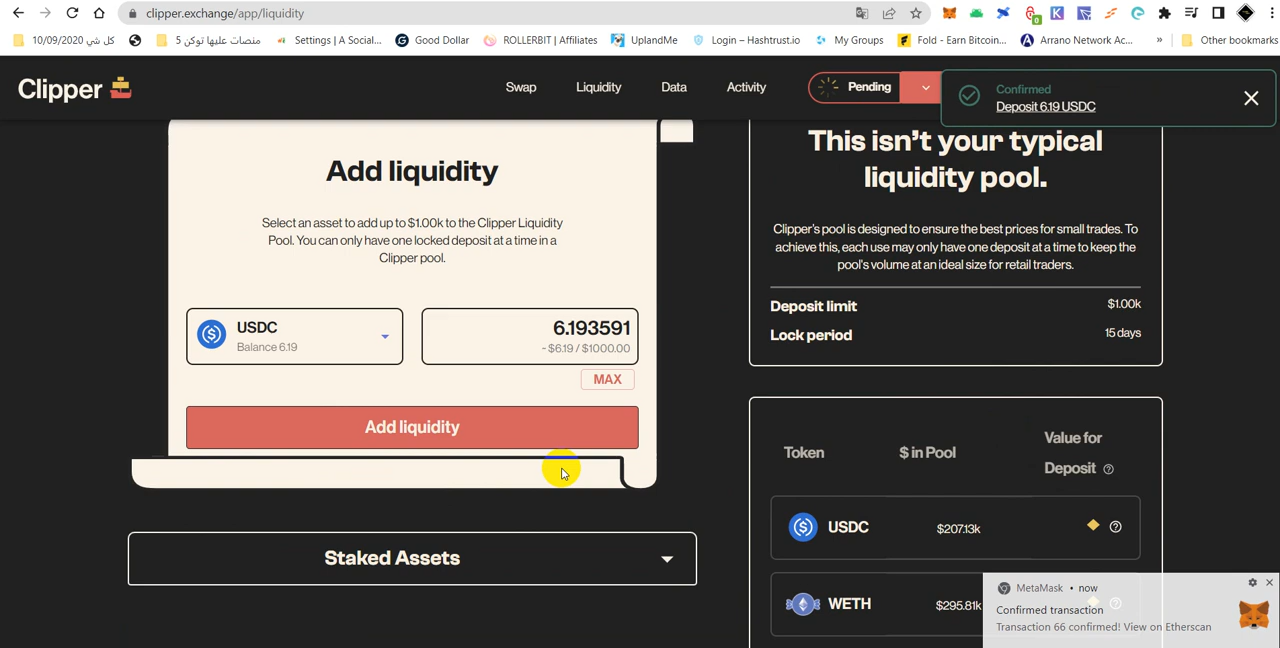 clipper.exchange/app/liquidity
كل شي 10/09/2020
منصات عليها توكن 5
Settings | A Social...
Good Dollar
ROLLERBIT | Affiliates
UplandMe
Login – Hashtrust.io
My Groups
Fold - Earn Bitcoin...
Arrano Network Ac...
»
Other bookmarks
Clipper
Swap
Liquidity
Data
Activity
Pending
Confirmed
Deposit 6.19 USDC
Add liquidity
Select an asset to add up to $1.00k to the Clipper Liquidity
Pool. You can only have one locked deposit at a time in a
Clipper pool.
USDC
Balance 6.19
6.193591
~ $6.19 / $1000.00
MAX
Add liquidity
Staked Assets
This isn’t your typical
liquidity pool.
Clipper’s pool is designed to ensure the best prices for small trades. To
achieve this, each use may only have one deposit at a time to keep the
pool's volume at an ideal size for retail traders.
Deposit limit
$1.00k
Lock period
15 days
Token
$ in Pool
Value for
Deposit
USDC
$207.13k
WETH
$295.81k
MetaMask • now
Confirmed transaction
Transaction 66 confirmed! View on Etherscan